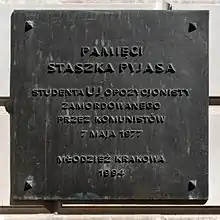 PAMIĘCI
STASZKA PYJASA
STUDENTA UJ OPOZYCJONISTY
ZAMORDOWANEGO
PRZEZ KOMUNISTÓW
7 MAJA 1977
MŁODZIEŻ KRAKOWA
1994